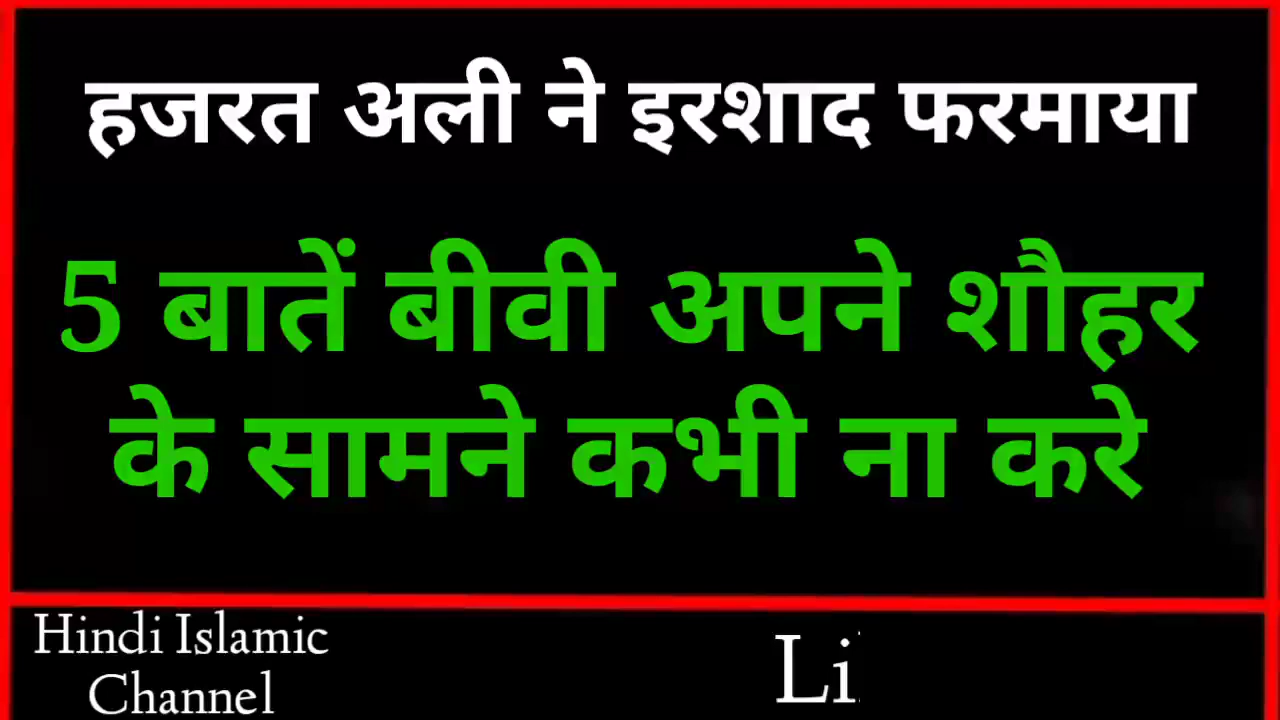 हजरत अली ने इरशाद फरमाया
5 बातें बीवी अपने शौहर
के सामने कभी ना करे
Hindi Islamic
Channel